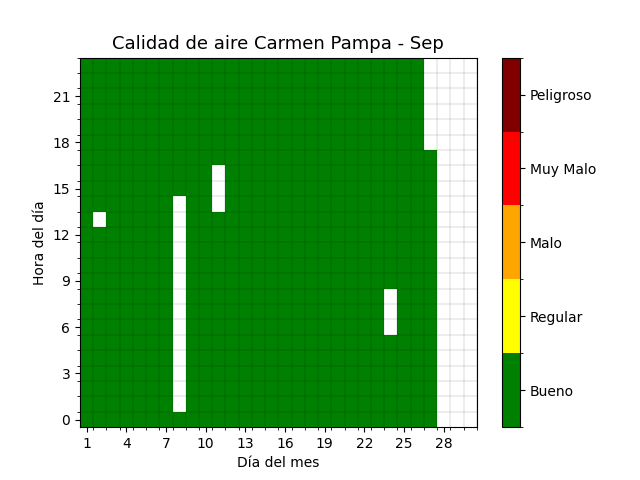 Calidad de aire Carmen Pampa - Sep
Hora del día
21
18
15
12
9
6
3
0
1 4 7 10 13 16 19 22 25 28
Día del mes
Peligroso
Muy Malo
Malo
Regular
Bueno